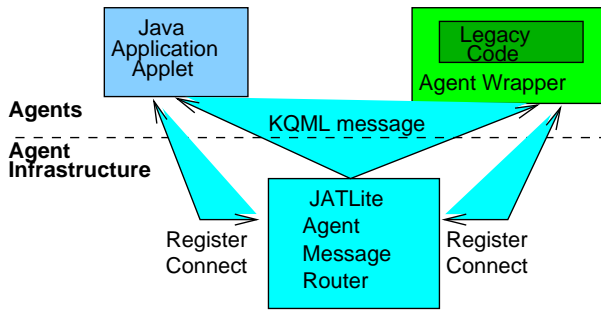 Java
Application
Applet
Legacy
Code
Agent Wrapper
Agents
KQML message
Agent
Infrastructure
JATLite
Agent
Message
Router
Register
Connect
Register
Connect